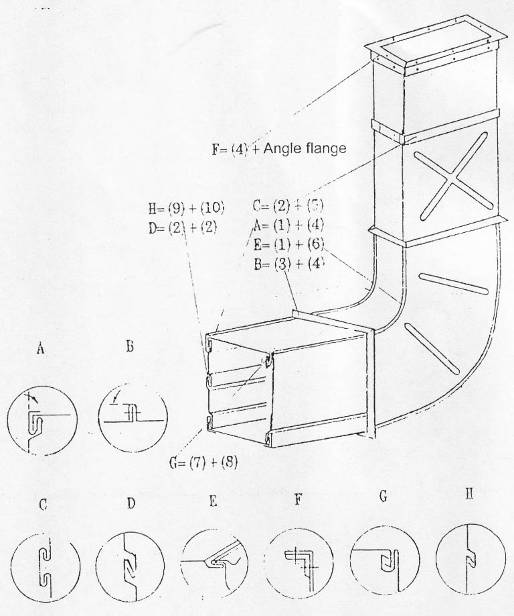 F= (4) + Angle flange
H= (9) + (10)
D= (2) + (2)
C= (2) + (5)
A= (1) + (4)
E= (1) + (6)
B= (3) + (4)
A
B
G= (7) + (8)
C
D
E
F
G
H